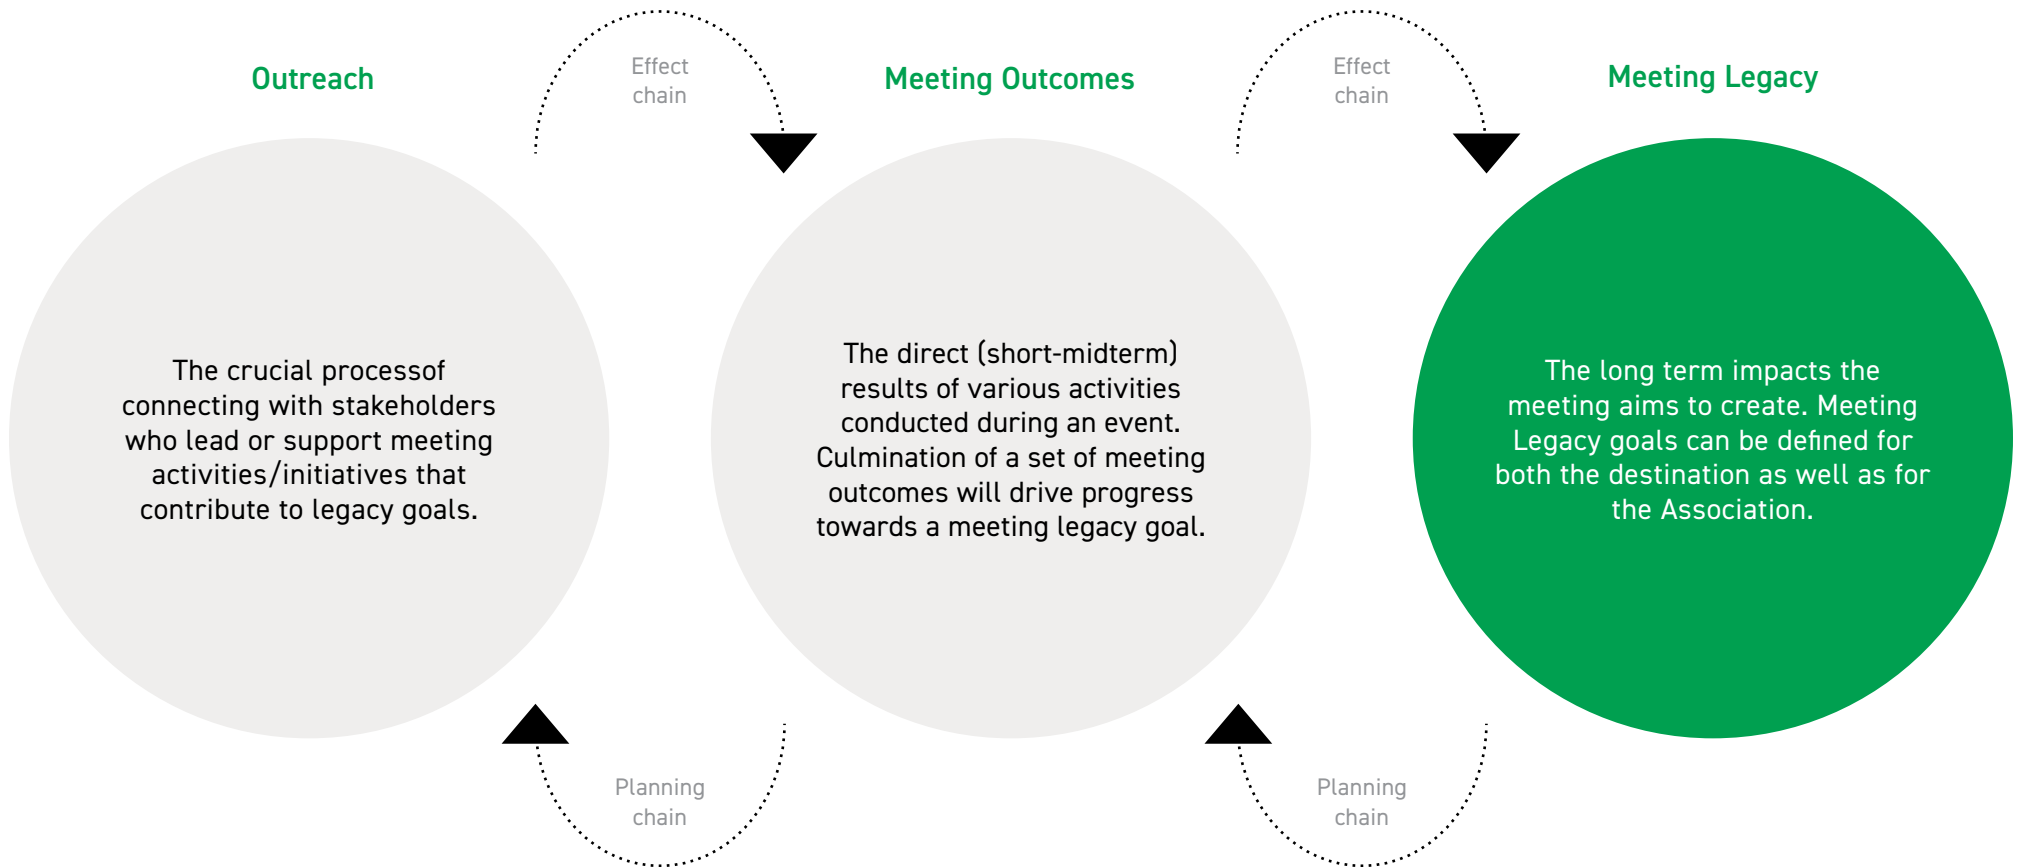 Outreach
Effect
chain
Meeting Outcomes
Effect
chain
Meeting Legacy
The crucial processof
connecting with stakeholders
who lead or support meeting
activities/initiatives that
contribute to legacy goals.
The direct (short-midterm)
results of various activities
conducted during an event.
Culmination of a set of meeting
outcomes will drive progress
towards a meeting legacy goal.
The long term impacts the
meeting aims to create. Meeting
Legacy goals can be defined for
both the destination as well as for
the Association.
Planning
chain
Planning
chain